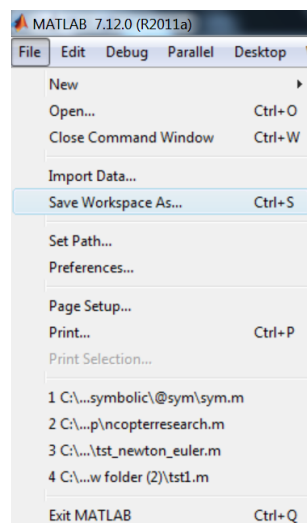 MATLAB 7.12.0 (R2011a)
File Edit Debug Parallel Desktop
New
Open... Ctrl+O
Close Command Window Ctrl+W
Import Data...
Save Workspace As... Ctrl+S
Set Path...
Preferences...
Page Setup...
Print... Ctrl+P
Print Selection...
1 C:\...symbolic\@sym\sym.m
2 C:\...p\ncopterresearch.m
3 C:\...\tst_newton_euler.m
4 C:\...w folder (2)\tst1.m
Exit MATLAB Ctrl+Q